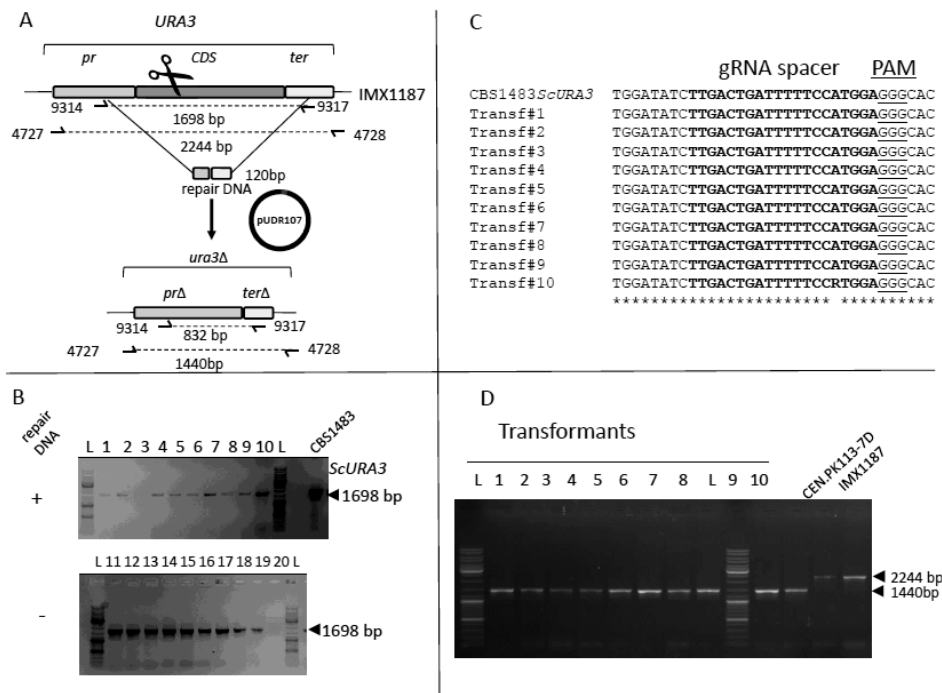 A
URA3
pr CDS ter
IMX1187
9314 9317
1698 bp
4727 4728
2244 bp
120bp
repair DNA
pUDR107
ura3Δ
prΔ terΔ
9314 9317
832 bp
4727 4728
1440bp
B
repair DNA
L 1 2 3 4 5 6 7 8 9 10 L CBS1483
ScURA3
+ 1698 bp
L 11 12 13 14 15 16 17 18 19 20 L
- 1698 bp
C
gRNA spacer PAM
CBS1483ScURA3 TGGATATCTTGACTGATTTTTCCATGGAGGGCAC
Transf#1 TGGATATCTTGACTGATTTTTCCATGGAGGGCAC
Transf#2 TGGATATCTTGACTGATTTTTCCATGGAGGGCAC
Transf#3 TGGATATCTTGACTGATTTTTCCATGGAGGGCAC
Transf#4 TGGATATCTTGACTGATTTTTCCATGGAGGGCAC
Transf#5 TGGATATCTTGACTGATTTTTCCATGGAGGGCAC
Transf#6 TGGATATCTTGACTGATTTTTCCATGGAGGGCAC
Transf#7 TGGATATCTTGACTGATTTTTCCATGGAGGGCAC
Transf#8 TGGATATCTTGACTGATTTTTCCATGGAGGGCAC
Transf#9 TGGATATCTTGACTGATTTTTCCATGGAGGGCAC
Transf#10 TGGATATCTTGACTGATTTTTCCRTGGAGGGCAC
*********************** **********
D
Transformants
L 1 2 3 4 5 6 7 8 L 9 10 CEN.PK113-7D IMX1187
2244 bp
1440bp